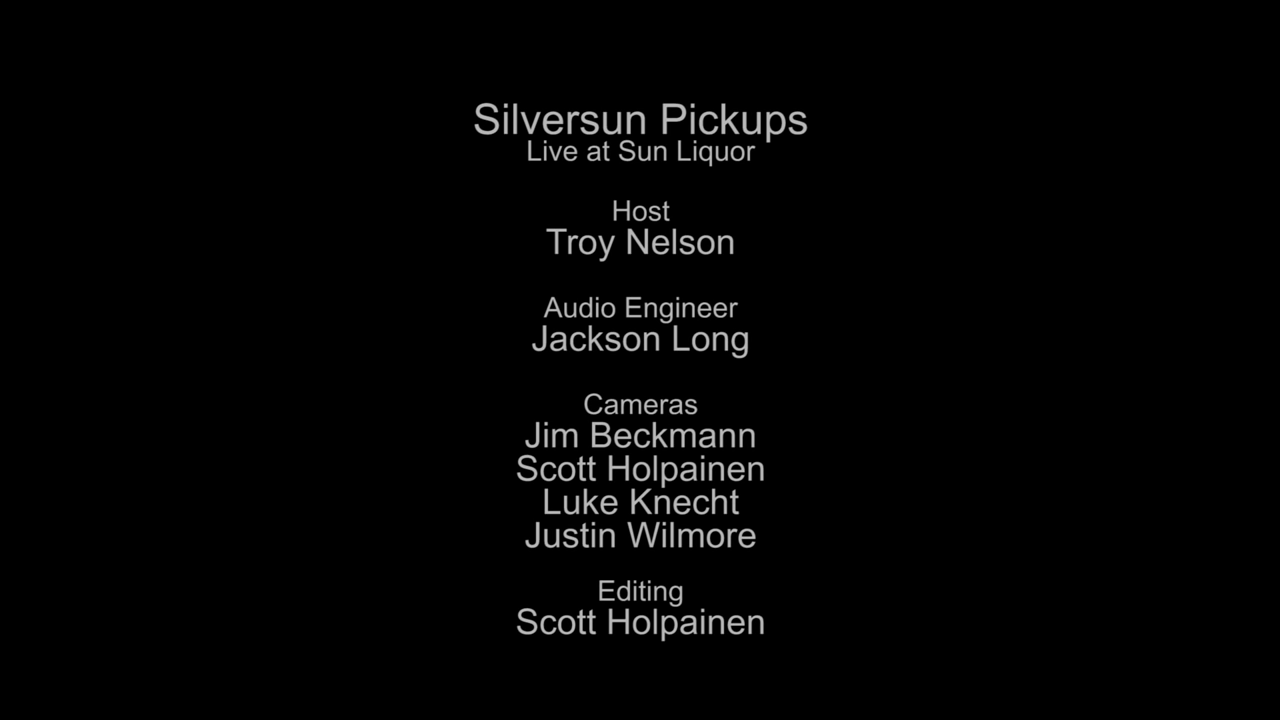 Silversun Pickups
Live at Sun Liquor
Host
Troy Nelson
Audio Engineer
Jackson Long
Cameras
Jim Beckmann
Scott Holpainen
Luke Knecht
Justin Wilmore
Editing
Scott Holpainen